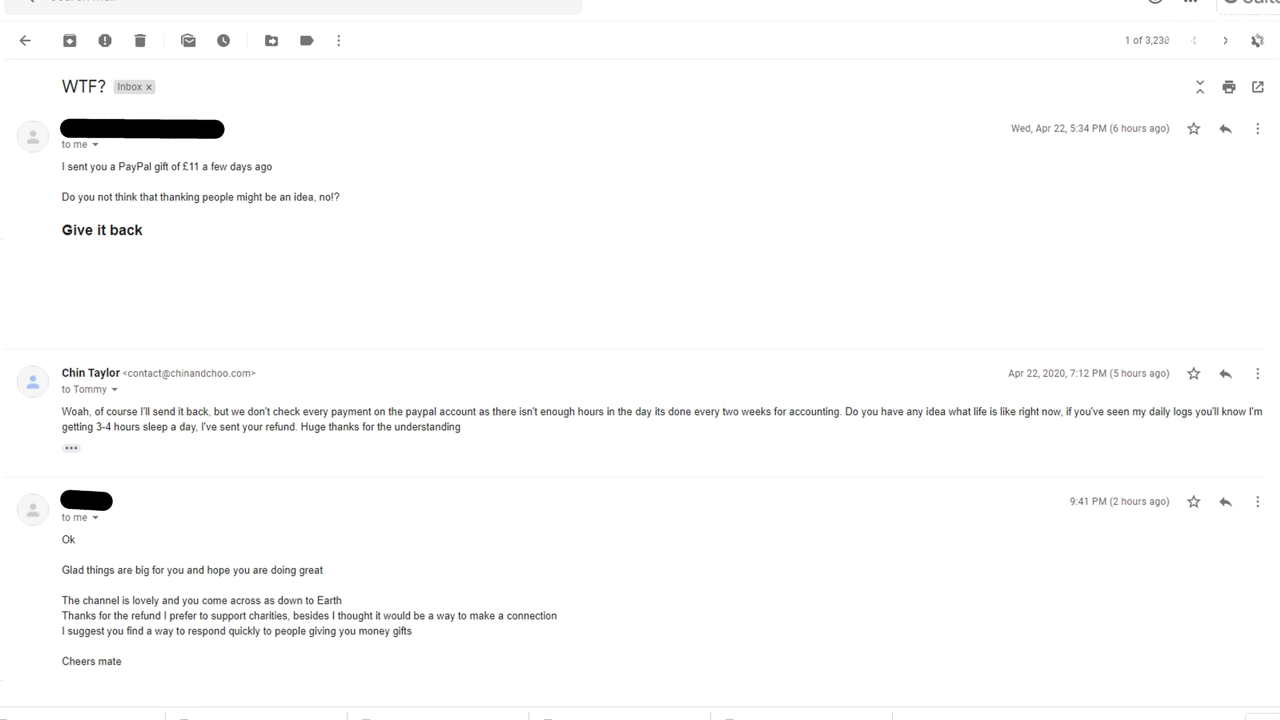 1 of 3,238
WTF? Inbox ×
Wed, Apr 22, 5:34 PM (6 hours ago)
to me
I sent you a PayPal gift of £11 a few days ago
Do you not think that thanking people might be an idea, no!?
Give it back
Chin Taylor <contact@chinandchoo.com>
Apr 22, 2020, 7:12 PM (5 hours ago)
to Tommy
Woah, of course I'll send it back, but we don't check every payment on the paypal account as there isn't enough hours in the day its done every two weeks for accounting. Do you have any idea what life is like right now, if you've seen my daily logs you'll know I'm
getting 3-4 hours sleep a day, I've sent your refund. Huge thanks for the understanding
9:41 PM (2 hours ago)
to me
Ok
Glad things are big for you and hope you are doing great
The channel is lovely and you come across as down to Earth
Thanks for the refund I prefer to support charities, besides I thought it would be a way to make a connection
I suggest you find a way to respond quickly to people giving you money gifts
Cheers mate